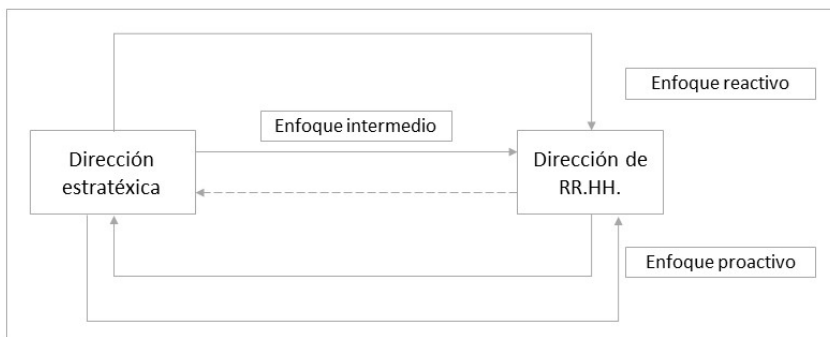 Enfoque reactivo
Enfoque intermedio
Dirección
estratéxica
Dirección de
RR.HH.
Enfoque proactivo